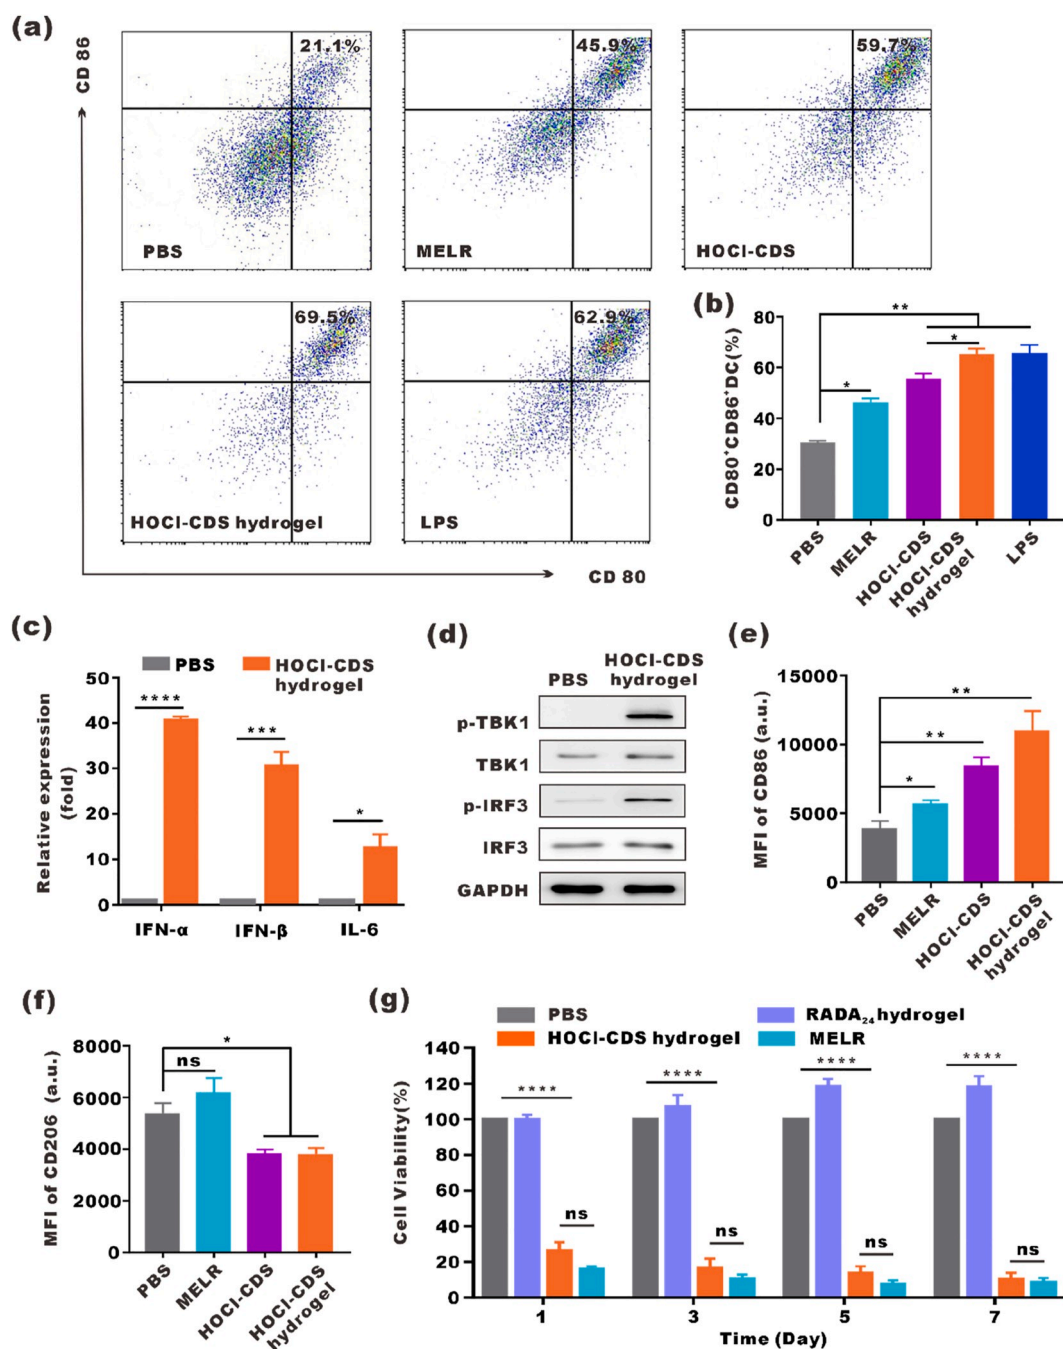 (a)
CD 86
21.1%
PBS
45.9%
MELR
59.7%
HOCl-CDS
69.5%
HOCl-CDS hydrogel
62.9%
LPS
CD 80
(b)
CD80⁺CD86⁺DC(%)
80
60
40
20
0
**
*
*
PBS
MELR
HOCl-CDS
HOCl-CDS
hydrogel
LPS
(c)
PBS
HOCl-CDS
hydrogel
Relative expression
(fold)
50
40
30
20
10
0
****
***
*
IFN-α
IFN-β
IL-6
(d)
PBS
HOCl-CDS
hydrogel
p-TBK1
TBK1
p-IRF3
IRF3
GAPDH
(e)
MFI of CD86 (a.u.)
15000
10000
5000
0
**
**
*
PBS
MELR
HOCl-CDS
HOCl-CDS
hydrogel
(f)
MFI of CD206 (a.u.)
8000
6000
4000
2000
0
*
ns
PBS
MELR
HOCl-CDS
HOCl-CDS
hydrogel
(g)
PBS
RADA₂₄ hydrogel
HOCl-CDS hydrogel
MELR
Cell Viability(%)
140
120
100
80
60
40
20
0
****
****
****
****
ns
ns
ns
ns
1
3
5
7
Time (Day)